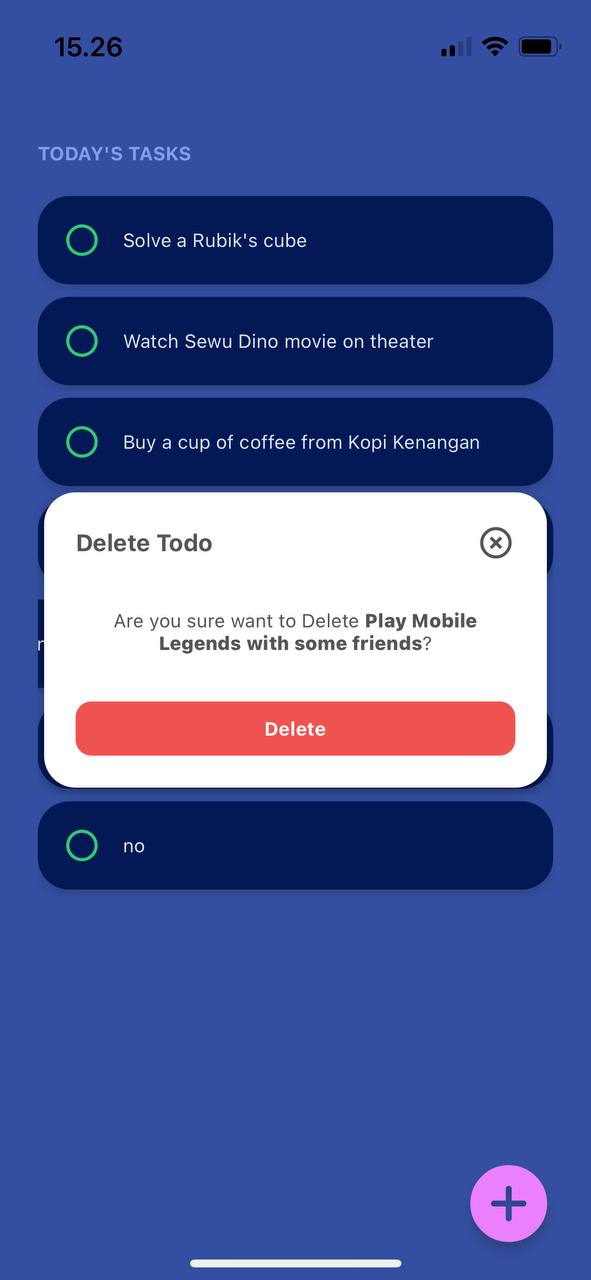 15.26
TODAY'S TASKS
Solve a Rubik's cube
Watch Sewu Dino movie on theater
Buy a cup of coffee from Kopi Kenangan
Delete Todo
Are you sure want to Delete Play Mobile
Legends with some friends?
Delete
no